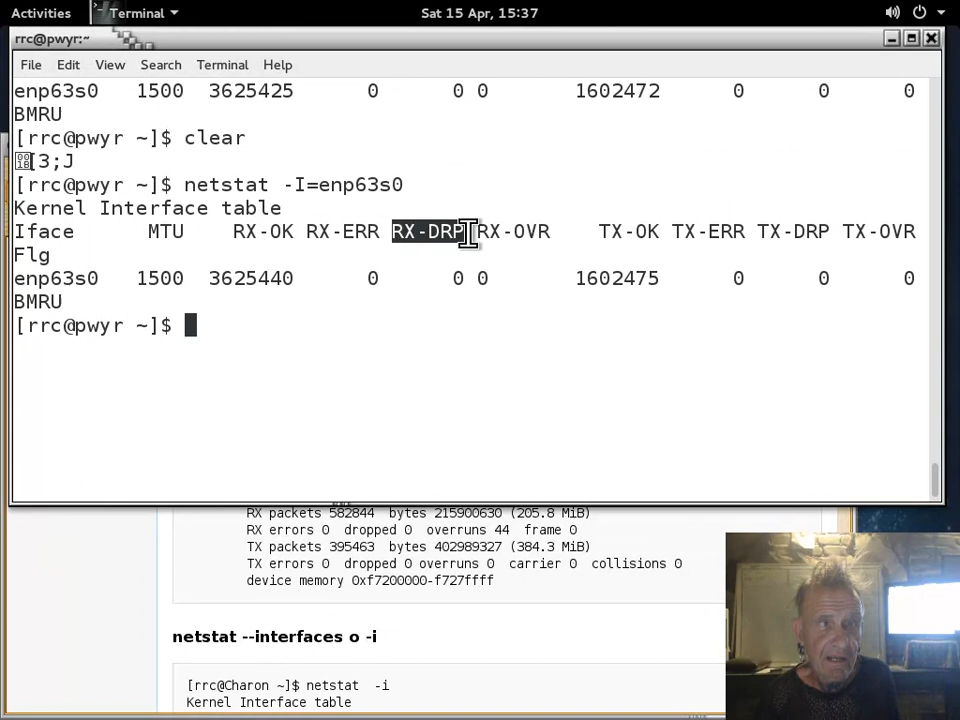 Activities Terminal Sat 15 Apr, 15:37
rrc@pwyr:~
File Edit View Search Terminal Help
enp63s0 1500 3625425 0 0 0 1602472 0 0 0
BMRU
[rrc@pwyr ~]$ clear
[3;J
[rrc@pwyr ~]$ netstat -I=enp63s0
Kernel Interface table
Iface MTU RX-OK RX-ERR RX-DRP RX-OVR TX-OK TX-ERR TX-DRP TX-OVR
Flg
enp63s0 1500 3625440 0 0 0 1602475 0 0 0
BMRU
[rrc@pwyr ~]$
RX packets 582844 bytes 215900630 (205.8 MiB)
RX errors 0 dropped 0 overruns 44 frame 0
TX packets 395463 bytes 402989327 (384.3 MiB)
TX errors 0 dropped 0 overruns 0 carrier 0 collisions 0
device memory 0xf7200000-f727ffff
netstat --interfaces o -i
[rrc@Charon ~]$ netstat -i
Kernel Interface table